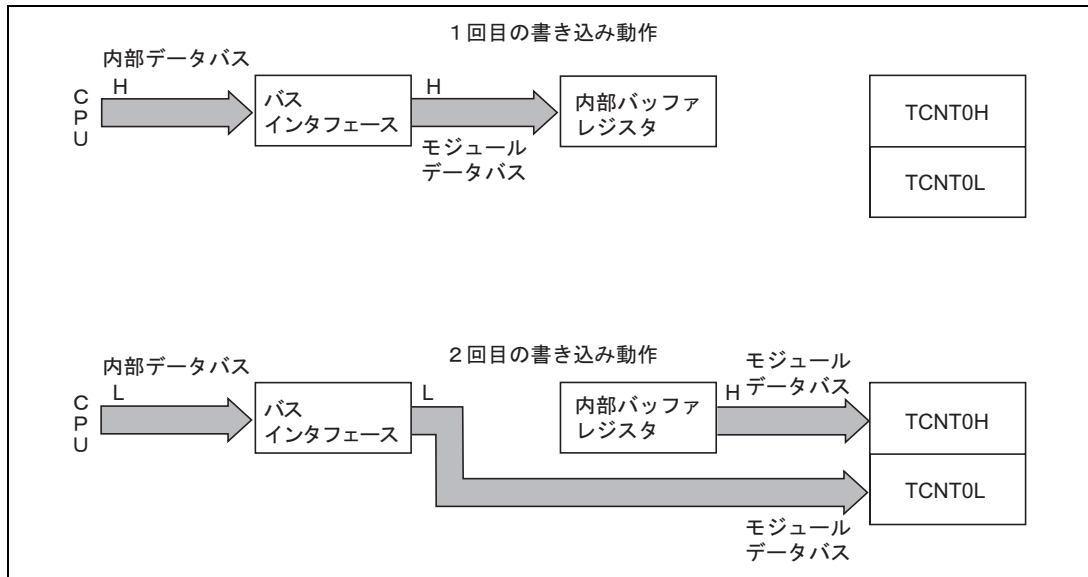 1回目の書き込み動作
内部データバス
H
H
CPU
バス
インタフェース
内部バッファ
レジスタ
モジュール
データバス
TCNT0H
TCNT0L
2回目の書き込み動作
内部データバス
L
L
CPU
バス
インタフェース
内部バッファ
レジスタ
H
モジュール
データバス
TCNT0H
TCNT0L
モジュール
データバス